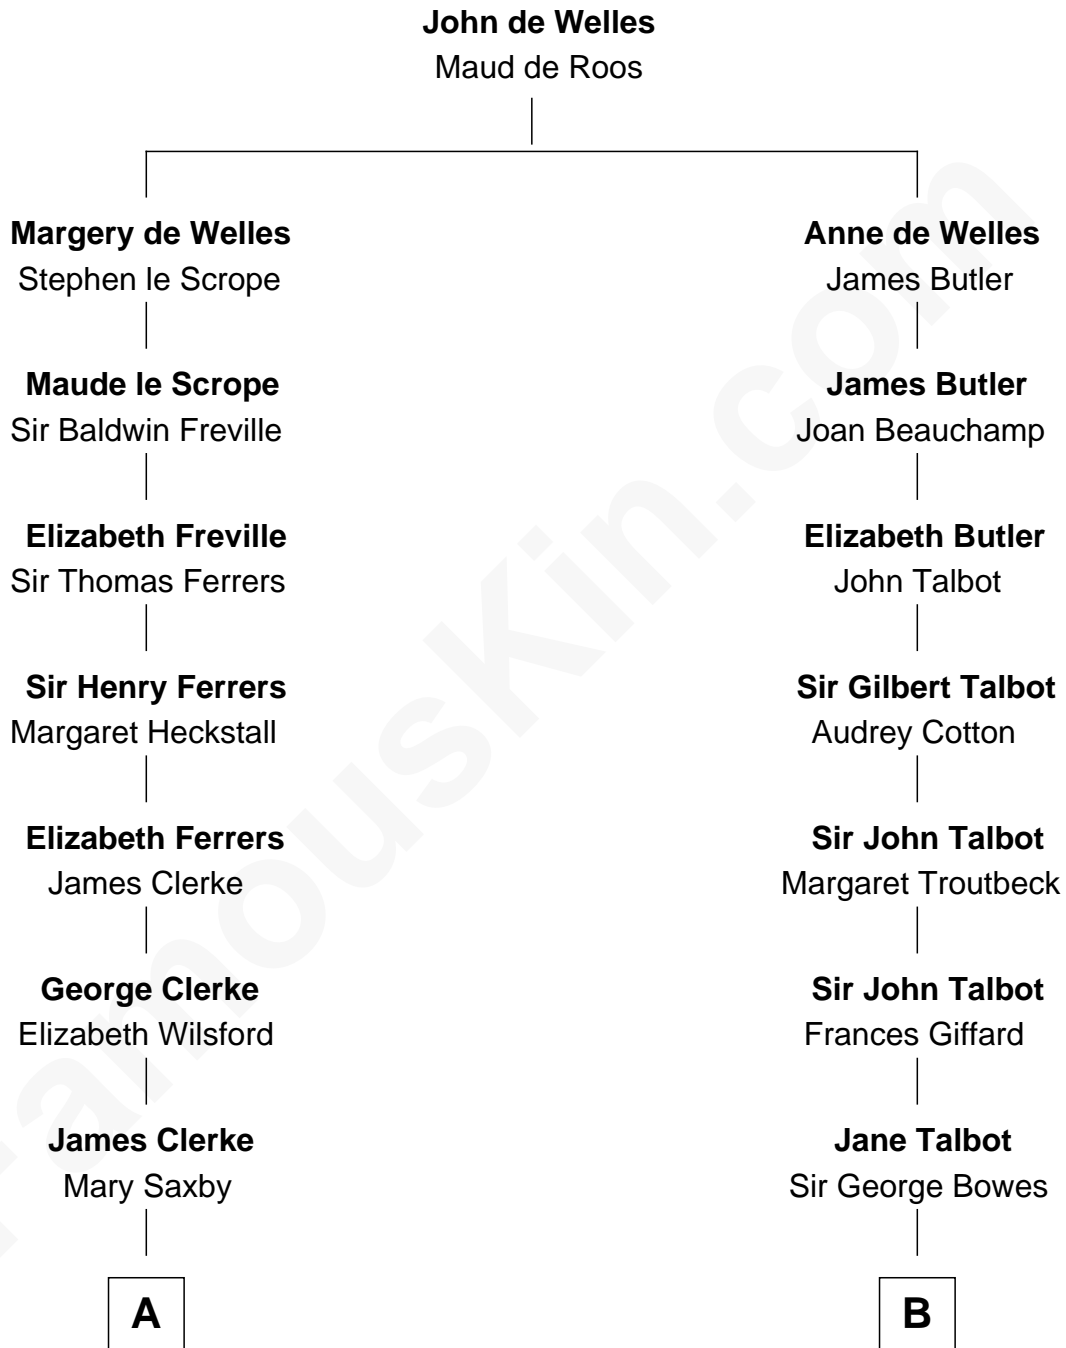 John de Welles
Maud de Roos
Margery de Welles
Stephen le Scrope
Maude le Scrope
Sir Baldwin Freville
Elizabeth Freville
Sir Thomas Ferrers
Sir Henry Ferrers
Margaret Heckstall
Elizabeth Ferrers
James Clerke
George Clerke
Elizabeth Wilsford
James Clerke
Mary Saxby
A
Anne de Welles
James Butler
James Butler
Joan Beauchamp
Elizabeth Butler
John Talbot
Sir Gilbert Talbot
Audrey Cotton
Sir John Talbot
Margaret Troutbeck
Sir John Talbot
Frances Giffard
Jane Talbot
Sir George Bowes
B
FamousKin.com